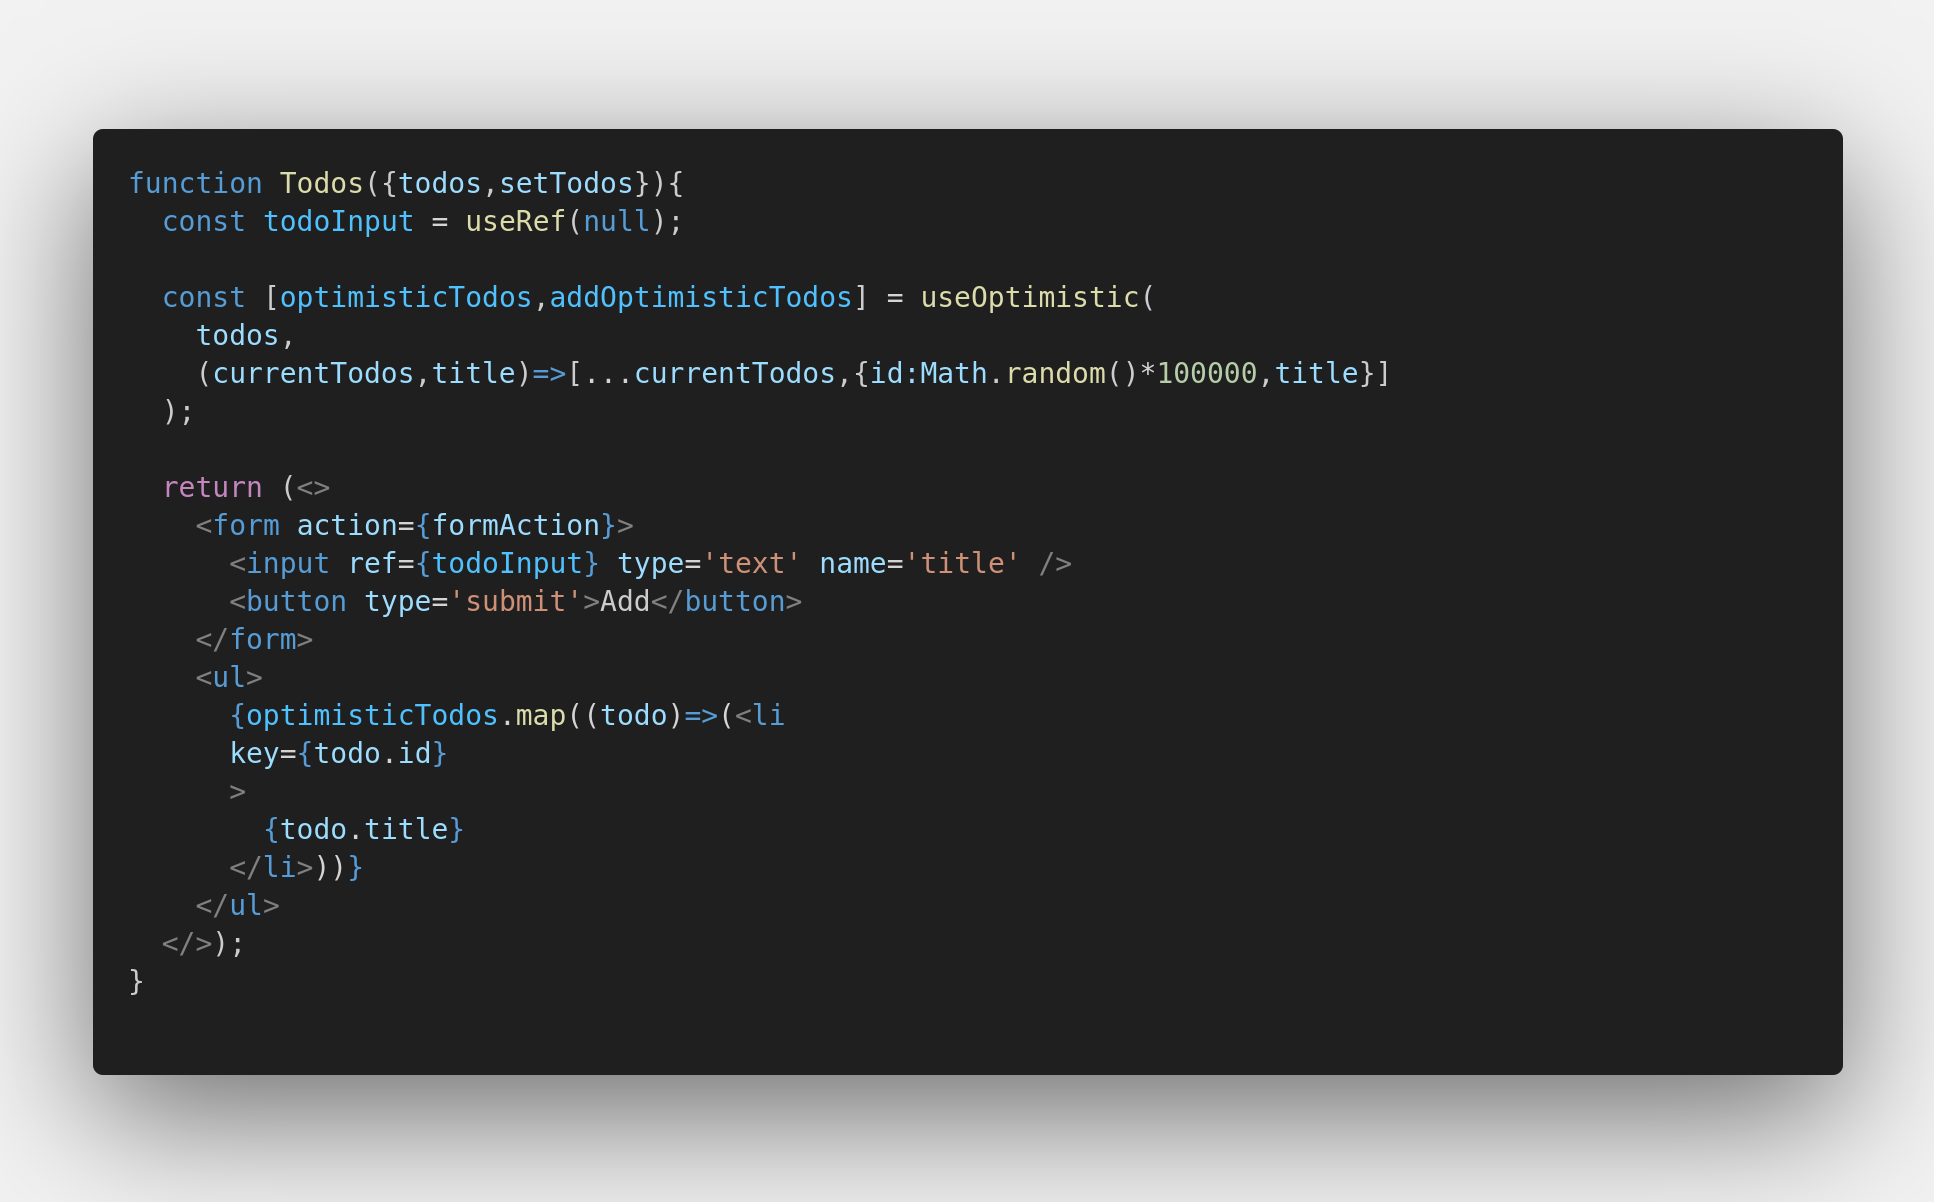 function Todos({todos,setTodos}){
  const todoInput = useRef(null);

  const [optimisticTodos,addOptimisticTodos] = useOptimistic(
    todos,
    (currentTodos,title)=>[...currentTodos,{id:Math.random()*100000,title}]
  );

  return (<>
    <form action={formAction}>
      <input ref={todoInput} type='text' name='title' />
      <button type='submit'>Add</button>
    </form>
    <ul>
      {optimisticTodos.map((todo)=>(<li
      key={todo.id}
      >
        {todo.title}
      </li>))}
    </ul>
  </>);
}